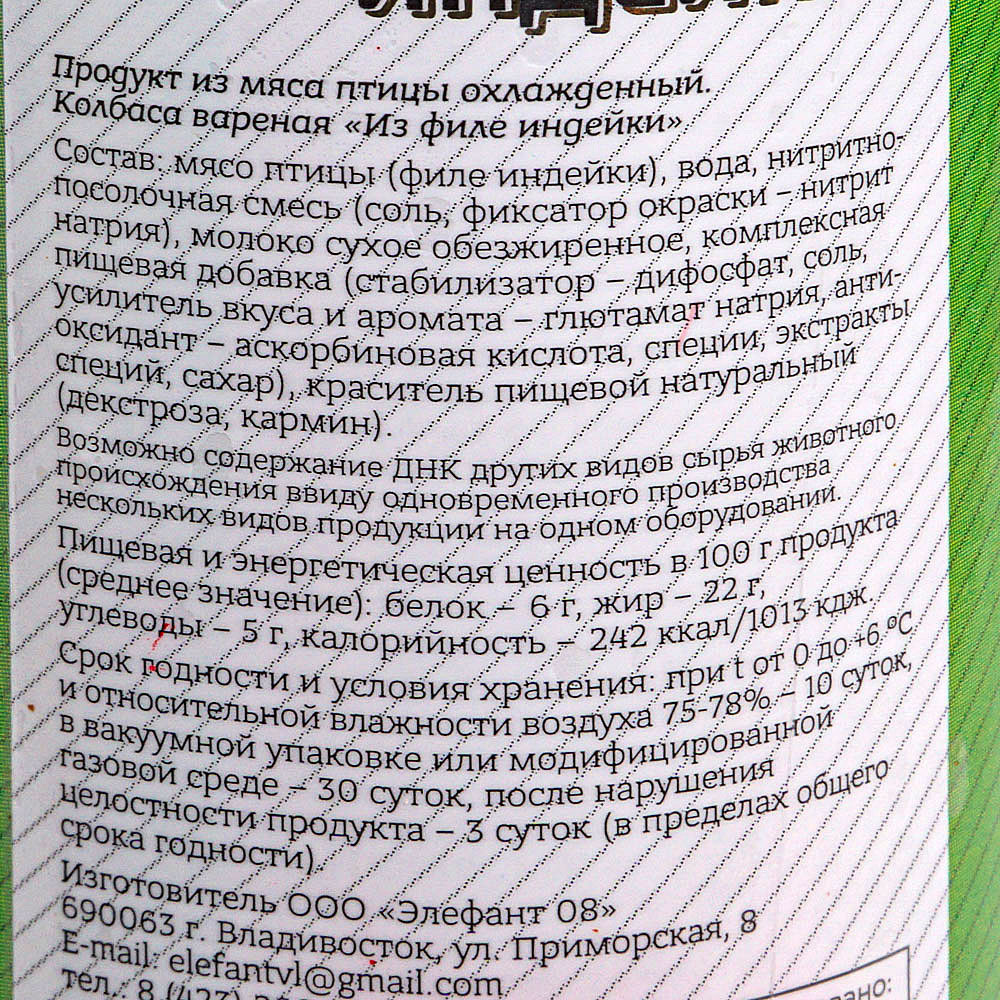 Продукт из мяса птицы охлажденный.
Колбаса вареная «Из филе индейки»
Состав: мясо птицы (филе индейки), вода, нитритно-
посолочная смесь (соль, фиксатор окраски – нитрит
натрия), молоко сухое обезжиренное, комплексная
пищевая добавка (стабилизатор – дифосфат, соль,
усилитель вкуса и аромата – глютамат натрия, анти-
оксидант – аскорбиновая кислота, специи, экстракты
специй, сахар), краситель пищевой натуральный
(декстроза, кармин).
Возможно содержание ДНК других видов сырья животного
происхождения ввиду одновременного производства
нескольких видов продукции на одном оборудовании.
Пищевая и энергетическая ценность в 100 г продукта
(среднее значение): белок – 6 г, жир – 22 г,
углеводы – 5 г, калорийность – 242 ккал/1013 кдж
Срок годности и условия хранения: при t от 0 до +6 °С
и относительной влажности воздуха 75-78% – 10 суток,
в вакуумной упаковке или модифицированной
газовой среде – 30 суток, после нарушения
целостности продукта – 3 суток (в пределах общего
срока годности)
Изготовитель ООО «Элефант 08»
690063 г. Владивосток, ул. Приморская, 8
E-mail: elefantvl@gmail.com
тел.: 8 (423)